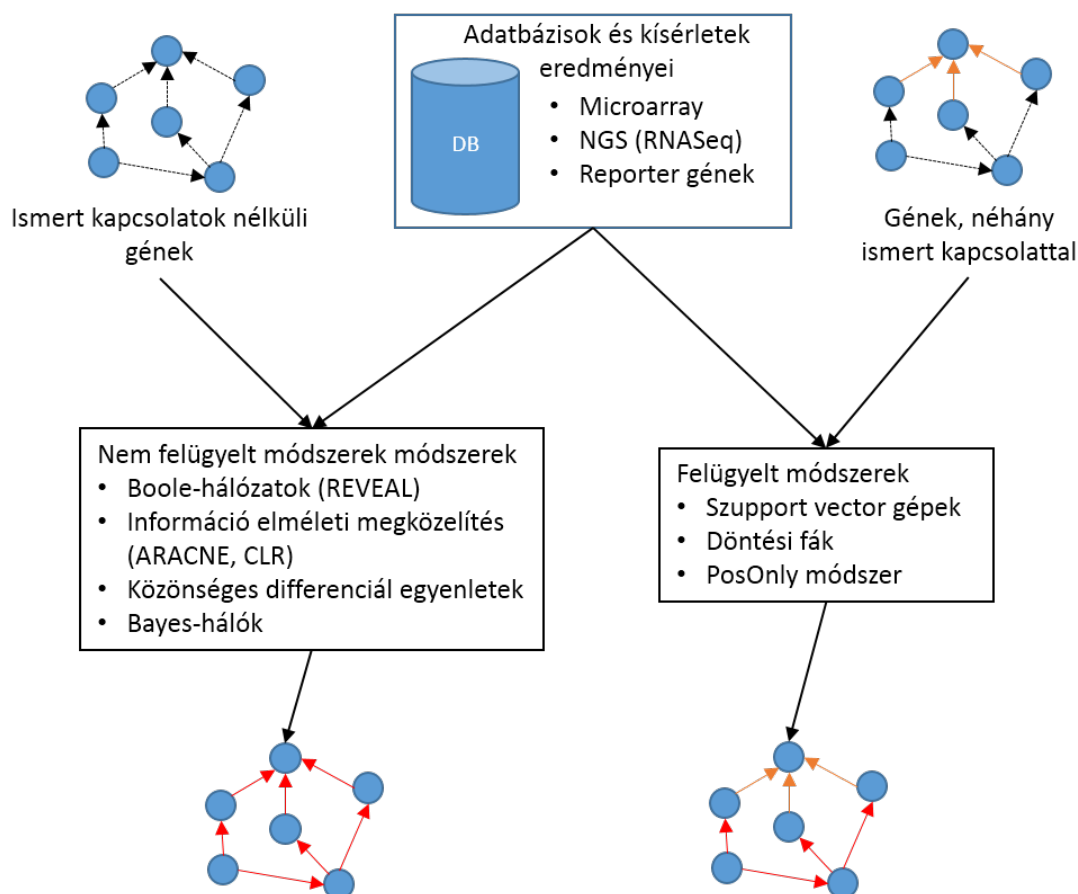 Adatbázisok és kísérletek
eredményei
• Microarray
• NGS (RNASeq)
• Reporter gének
DB
Ismert kapcsolatok nélküli
gének
Gének, néhány
ismert kapcsolattal
Nem felügyelt módszerek módszerek
• Boole-hálózatok (REVEAL)
• Információ elméleti megközelítés
(ARACNE, CLR)
• Közönséges differenciál egyenletek
• Bayes-hálók
Felügyelt módszerek
• Szupport vector gépek
• Döntési fák
• PosOnly módszer